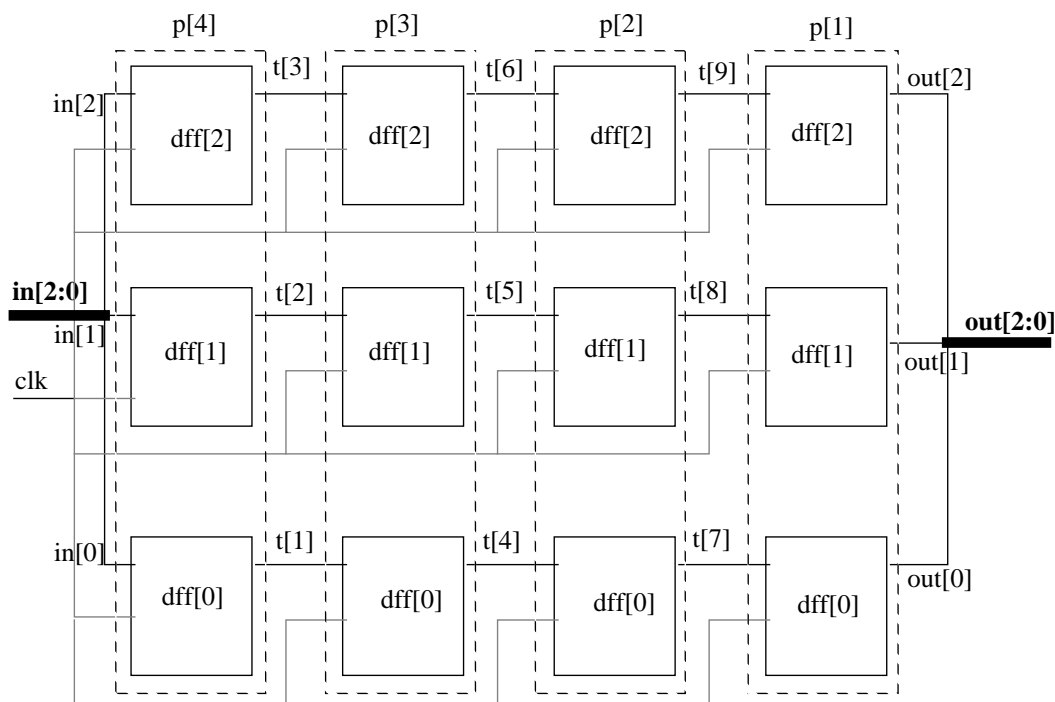 p[4] p[3] p[2] p[1]
t[3] t[6] t[9] out[2]
in[2]
dff[2] dff[2] dff[2] dff[2]
in[2:0] t[2] t[5] t[8] out[2:0]
in[1] dff[1] dff[1] dff[1] dff[1] out[1]
clk
in[0] t[1] t[4] t[7]
out[0]
dff[0] dff[0] dff[0] dff[0]